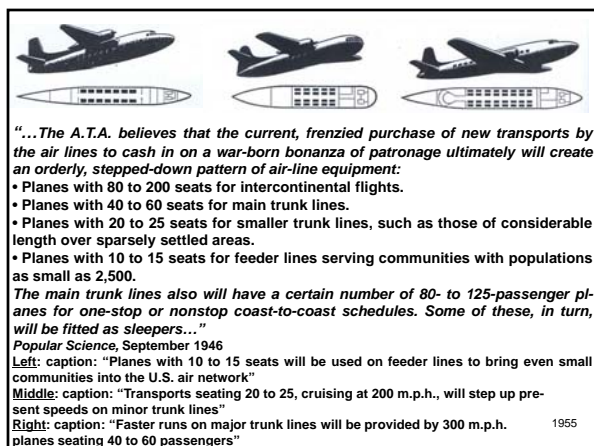 “…The A.T.A. believes that the current, frenzied purchase of new transports by
the air lines to cash in on a war-born bonanza of patronage ultimately will create
an orderly, stepped-down pattern of air-line equipment:
• Planes with 80 to 200 seats for intercontinental flights.
• Planes with 40 to 60 seats for main trunk lines.
• Planes with 20 to 25 seats for smaller trunk lines, such as those of considerable
length over sparsely settled areas.
• Planes with 10 to 15 seats for feeder lines serving communities with populations
as small as 2,500.
The main trunk lines also will have a certain number of 80- to 125-passenger pl-
anes for one-stop or nonstop coast-to-coast schedules. Some of these, in turn,
will be fitted as sleepers…”
Popular Science, September 1946
Left: caption: “Planes with 10 to 15 seats will be used on feeder lines to bring even small
communities into the U.S. air network”
Middle: caption: “Transports seating 20 to 25, cruising at 200 m.p.h., will step up pre-
sent speeds on minor trunk lines”
Right: caption: “Faster runs on major trunk lines will be provided by 300 m.p.h.
planes seating 40 to 60 passengers”
1955